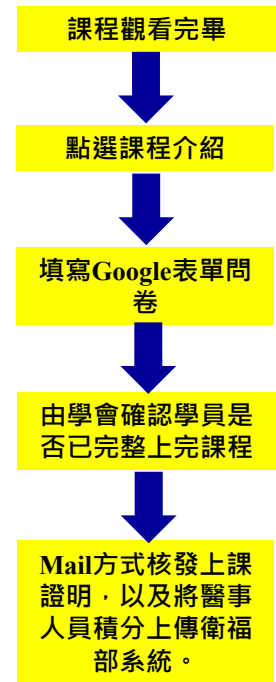 課程觀看完畢
點選課程介紹
填寫Google表單問
卷
由學會確認學員是
否已完整上完課程
Mail方式核發上課
證明，以及將醫事
人員積分上傳衛福
部系統。